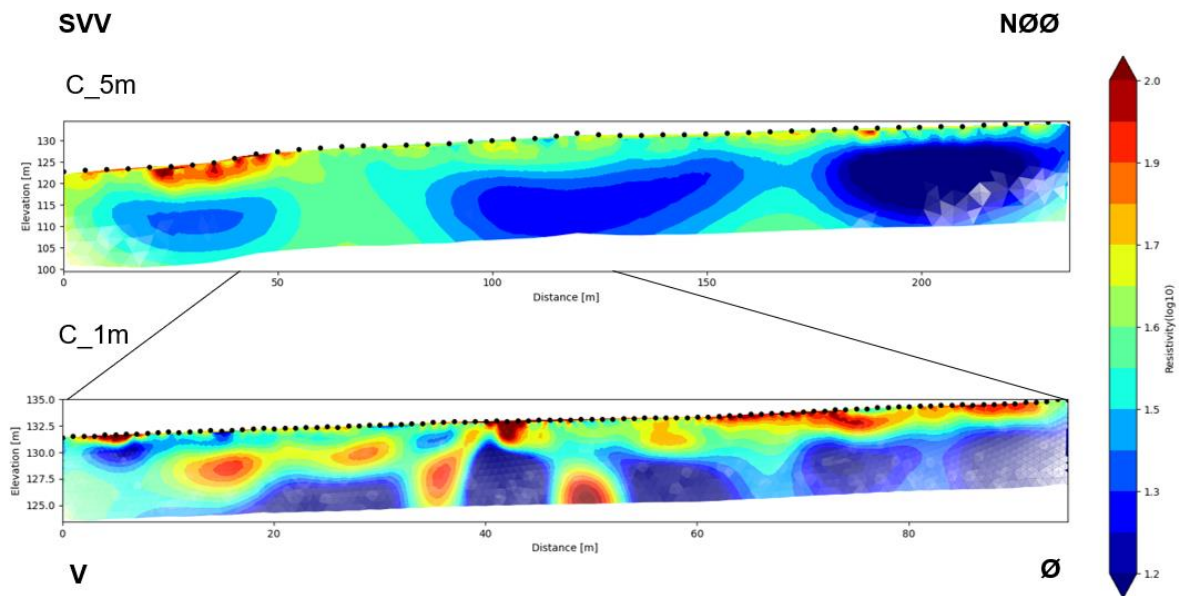 SVV
NØØ
C_5m
130
125
120
115
110
105
100
Elevation [m]
0
50
100
150
200
Distance [m]
C_1m
135.0
132.5
130.0
127.5
125.0
Elevation [m]
0
20
40
60
80
Distance [m]
V
Ø
2.0
1.9
1.7
1.6
1.5
1.3
1.2
Resistivity(log10)